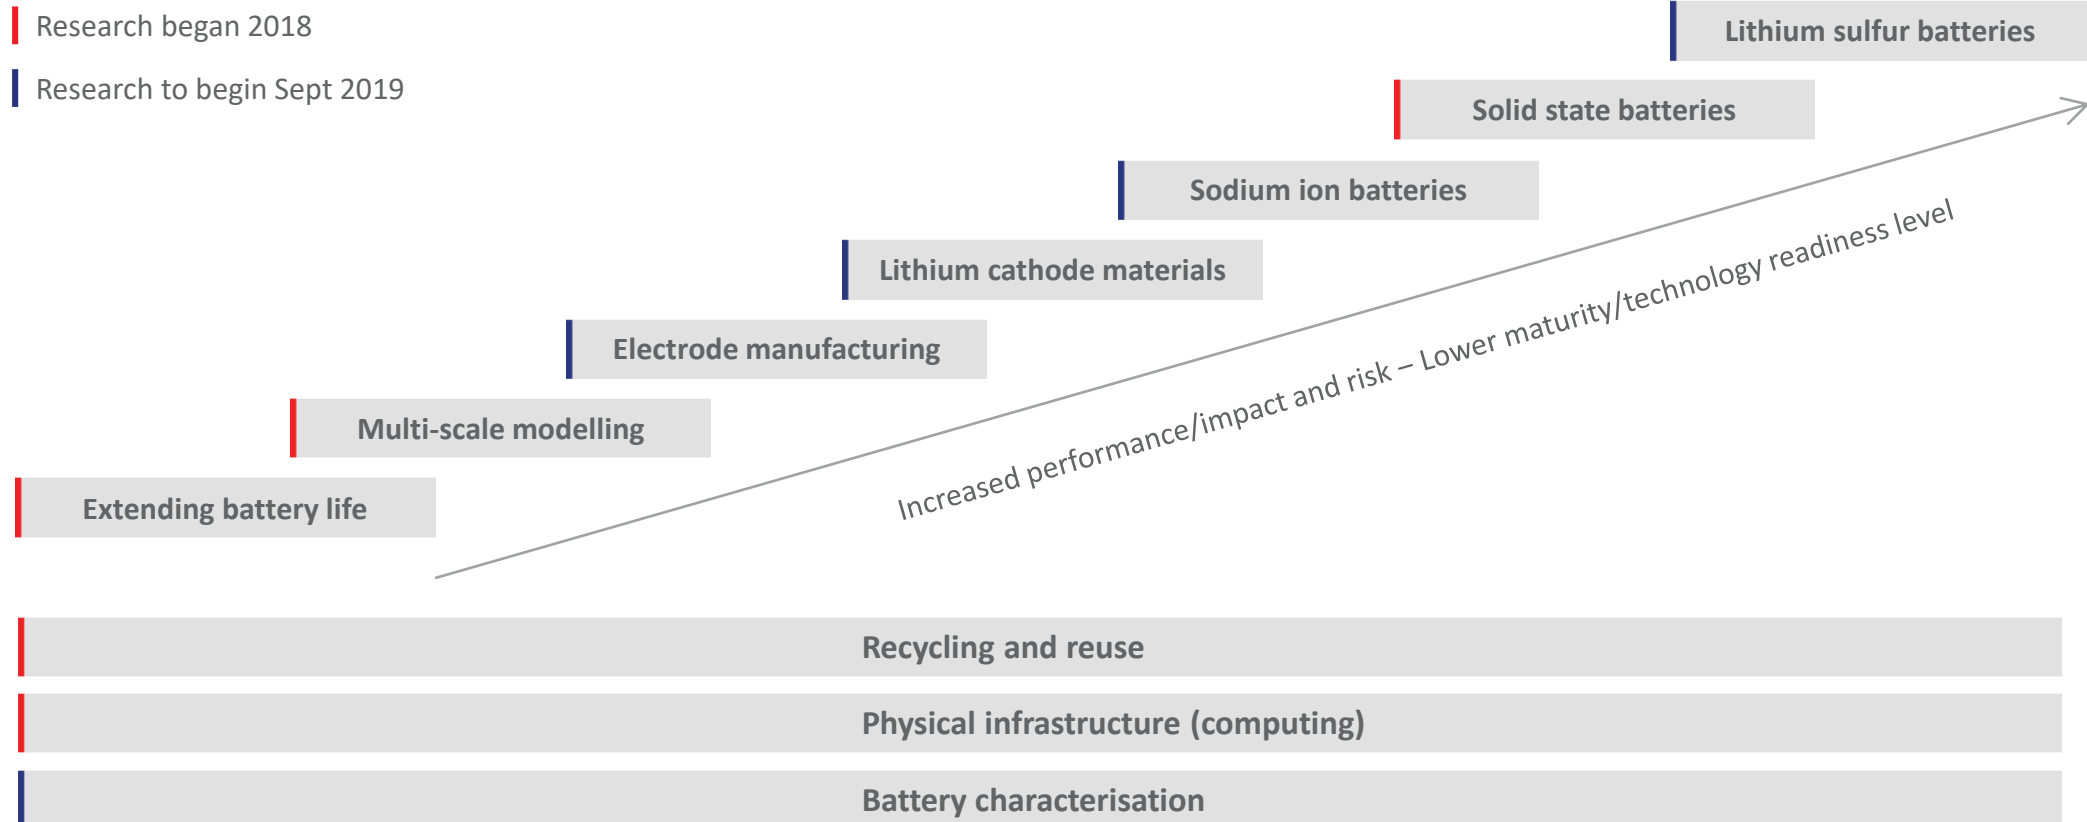 Research began 2018
Research to begin Sept 2019
Lithium sulfur batteries
Solid state batteries
Sodium ion batteries
Lithium cathode materials
Electrode manufacturing
Multi-scale modelling
Extending battery life
Increased performance/impact and risk – Lower maturity/technology readiness level
Recycling and reuse
Physical infrastructure (computing)
Battery characterisation